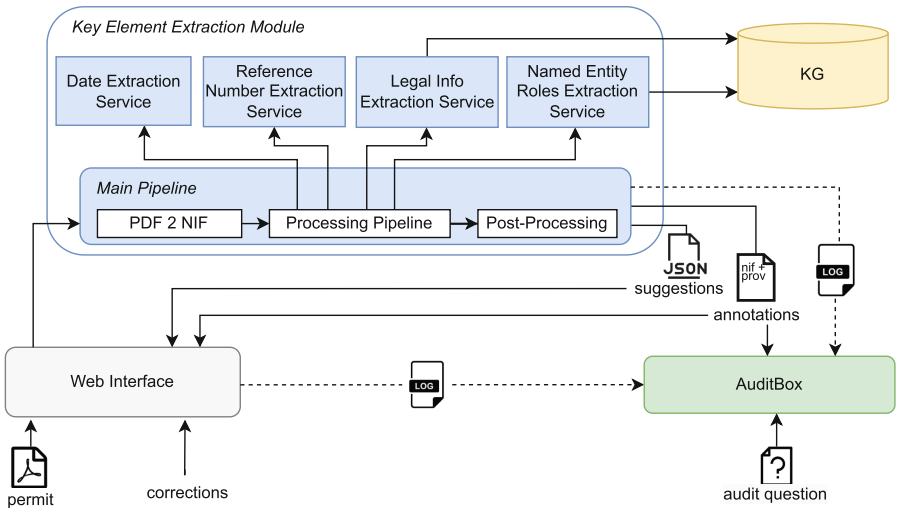 Key Element Extraction Module
Date Extraction
Service
Reference
Number Extraction
Service
Legal Info
Extraction Service
Named Entity
Roles Extraction
Service
KG
Main Pipeline
PDF 2 NIF
Processing Pipeline
Post-Processing
JSON
suggestions
nif +
prov
annotations
LOG
Web Interface
LOG
AuditBox
permit
corrections
?
audit question